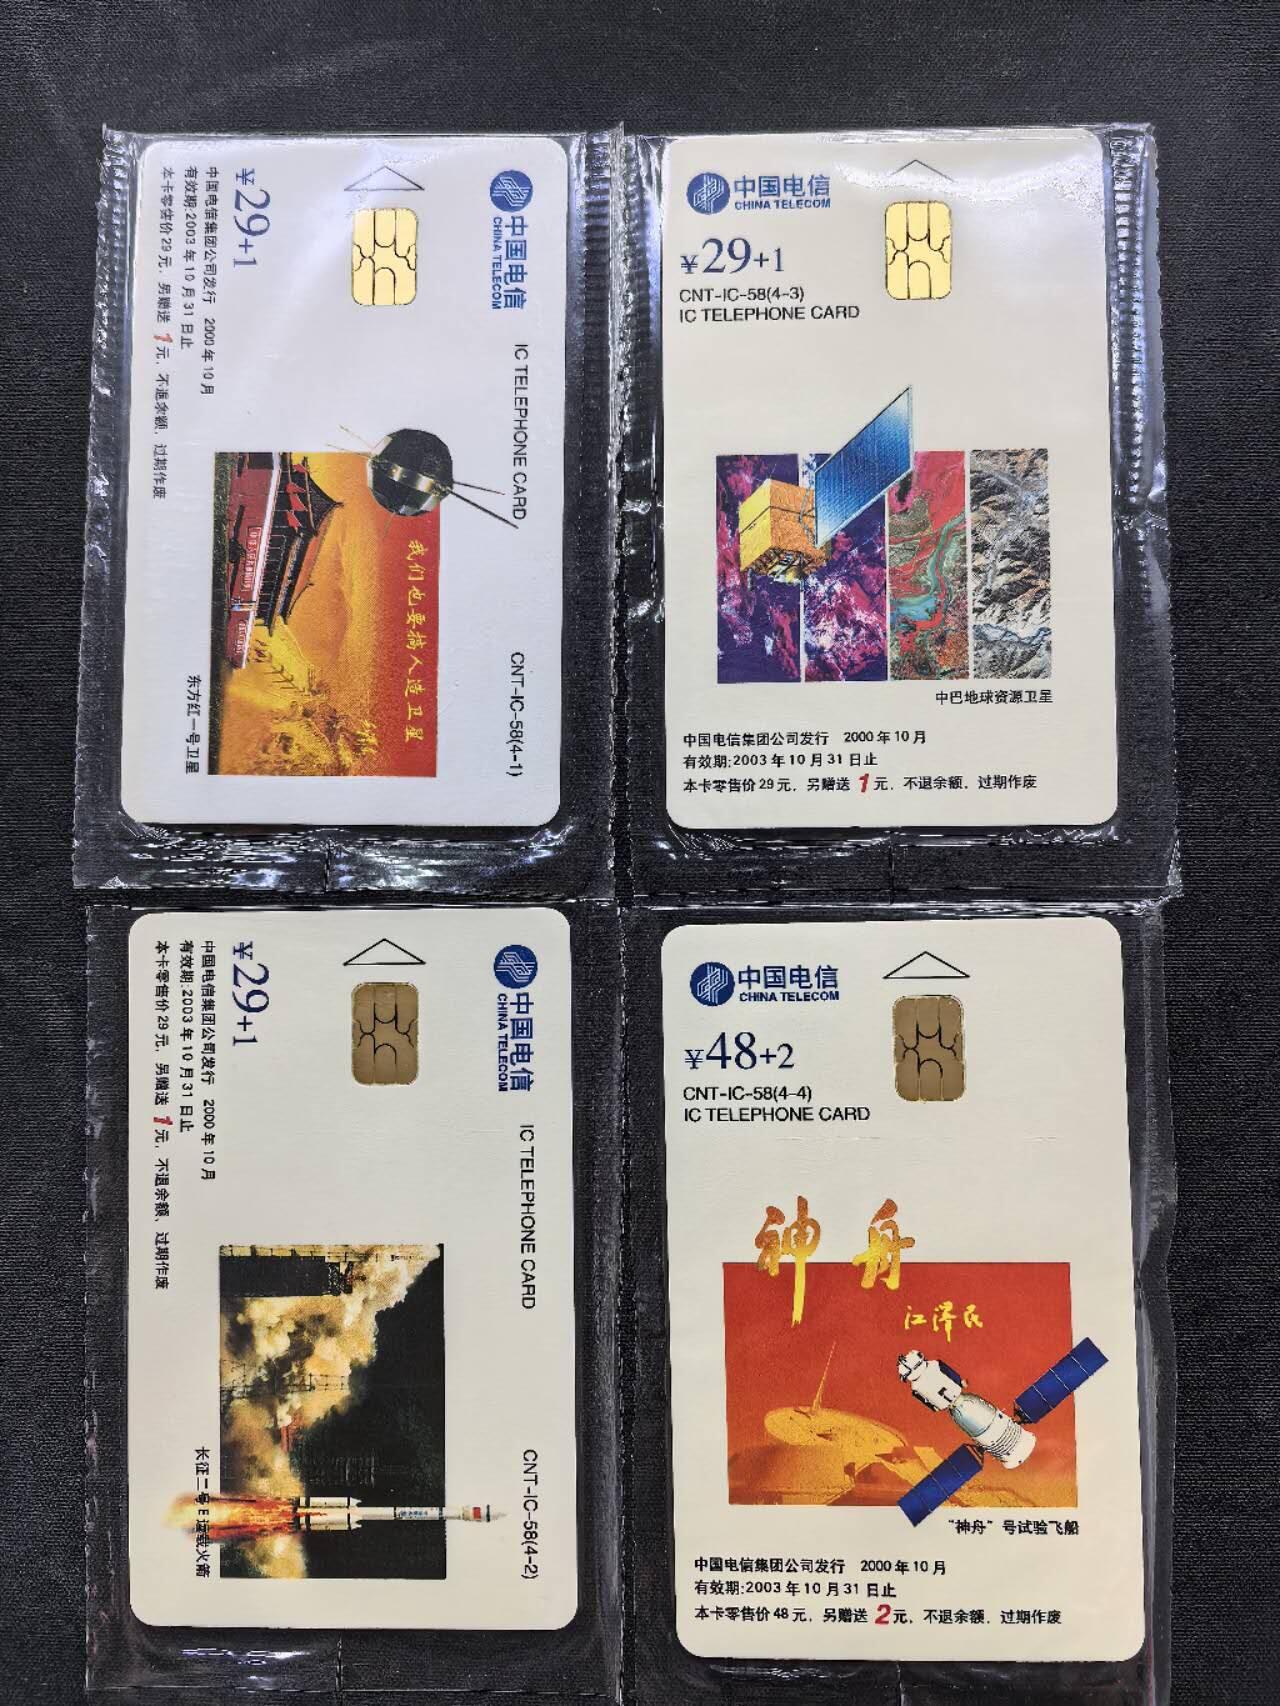 中国电信
CHINA TELECOM
IC TELEPHONE CARD
CNT-IC-58(4-1)
¥29+1
中国电信集团公司发行 2000年10月
有效期:2003年10月31日止
本卡零售价29元，另赠送1元，不退余额，过期作废
我们也要搞人造卫星
东方红一号卫星
中国电信
CHINA TELECOM
¥29+1
CNT-IC-58(4-3)
IC TELEPHONE CARD
中巴地球资源卫星
中国电信集团公司发行 2000年10月
有效期:2003年10月31日止
本卡零售价29元，另赠送1元，不退余额，过期作废
中国电信
CHINA TELECOM
IC TELEPHONE CARD
CNT-IC-58(4-2)
¥29+1
中国电信集团公司发行 2000年10月
有效期:2003年10月31日止
本卡零售价29元，另赠送1元，不退余额，过期作废
长征二号E运载火箭
中国电信
CHINA TELECOM
¥48+2
CNT-IC-58(4-4)
IC TELEPHONE CARD
神舟
江泽民
“神舟”号试验飞船
中国电信集团公司发行 2000年10月
有效期:2003年10月31日止
本卡零售价48元，另赠送2元，不退余额，过期作废